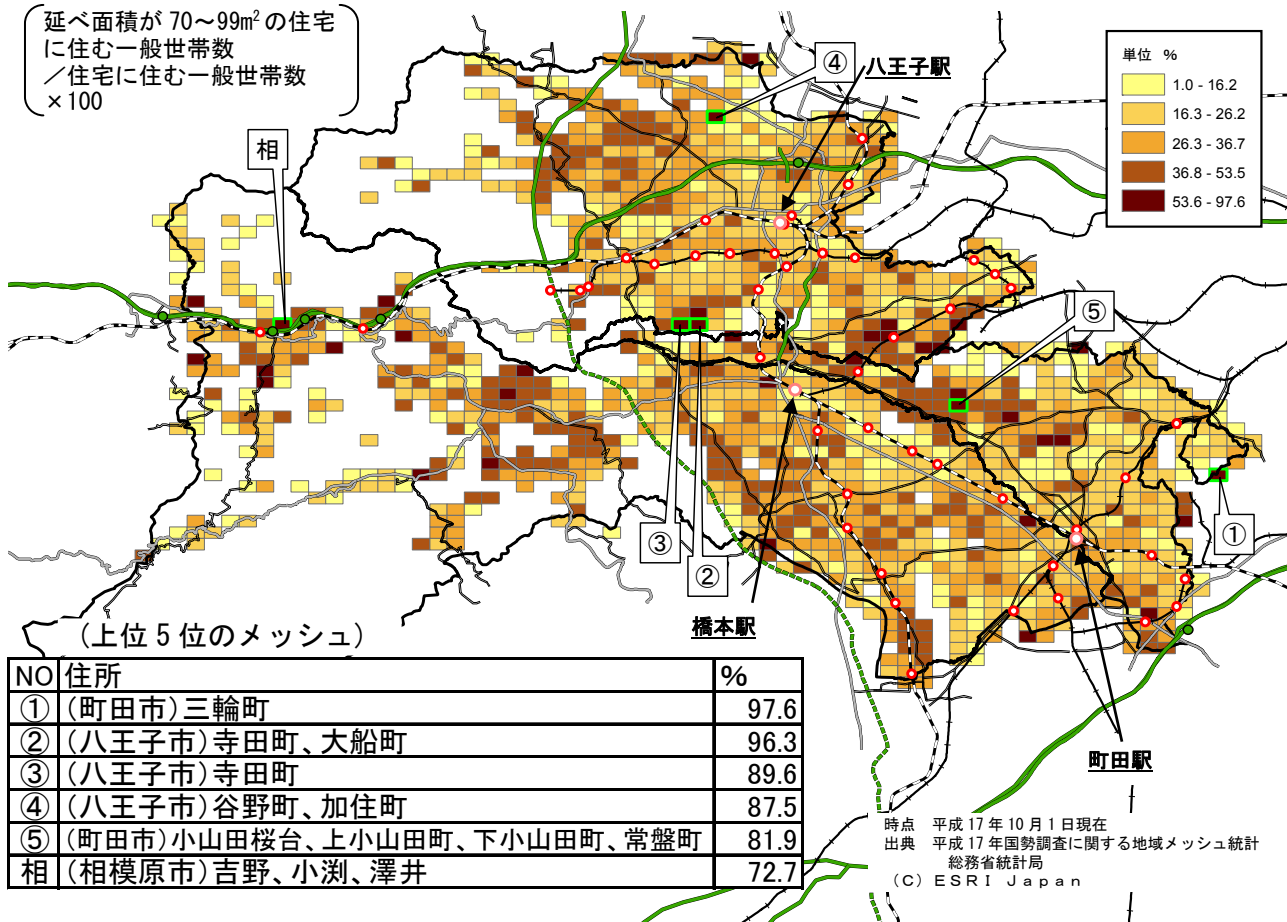 延べ面積が 70～99m²の住宅
に住む一般世帯数
／住宅に住む一般世帯数
×100
④
八王子駅
単位 %
1.0 - 16.2
16.3 - 26.2
26.3 - 36.7
36.8 - 53.5
53.6 - 97.6
相
⑤
③
②
①
橋本駅
町田駅
(上位 5 位のメッシュ)
NO 住所 %
① (町田市)三輪町 97.6
② (八王子市)寺田町、大船町 96.3
③ (八王子市)寺田町 89.6
④ (八王子市)谷野町、加住町 87.5
⑤ (町田市)小山田桜台、上小山田町、下小山田町、常盤町 81.9
相 (相模原市)吉野、小渕、澤井 72.7
時点 平成 17 年 10 月 1 日現在
出典 平成 17 年国勢調査に関する地域メッシュ統計
総務省統計局
(C) ESRI Japan